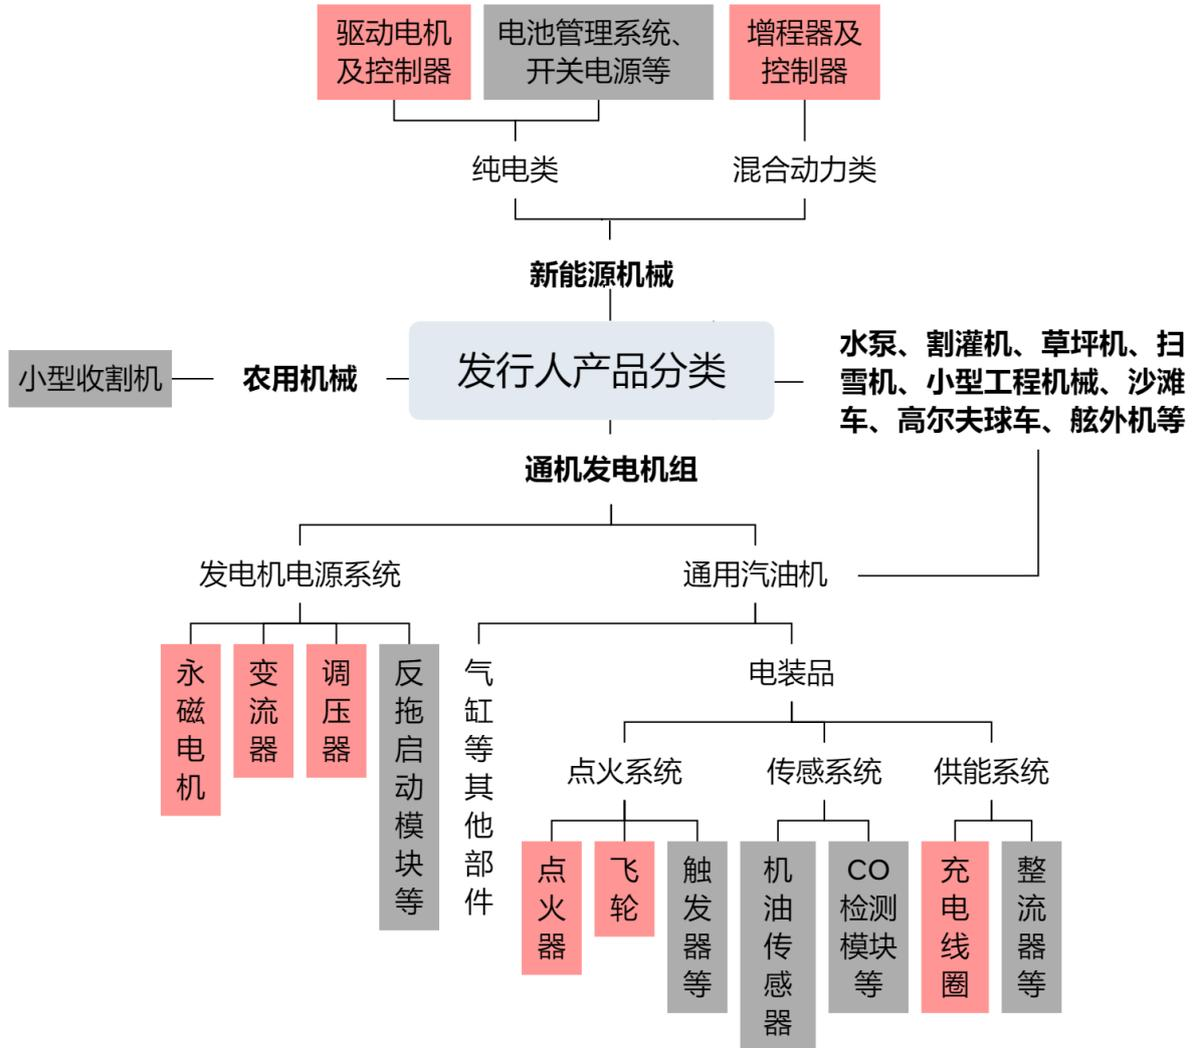 驱动电机
及控制器
电池管理系统、
开关电源等
增程器及
控制器
纯电类
混合动力类
新能源机械
小型收割机
农用机械
发行人产品分类
水泵、割灌机、草坪机、扫
雪机、小型工程机械、沙滩
车、高尔夫球车、舷外机等
通机发电机组
发电机电源系统
通用汽油机
永
磁
电
机
变
流
器
调
压
器
反
拖
启
动
模
块
等
气
缸
等
其
他
部
件
电装品
点火系统
传感系统
供能系统
点
火
器
飞
轮
触
发
器
等
机
油
传
感
器
CO
检测
模块
等
充
电
线
圈
整
流
器
等